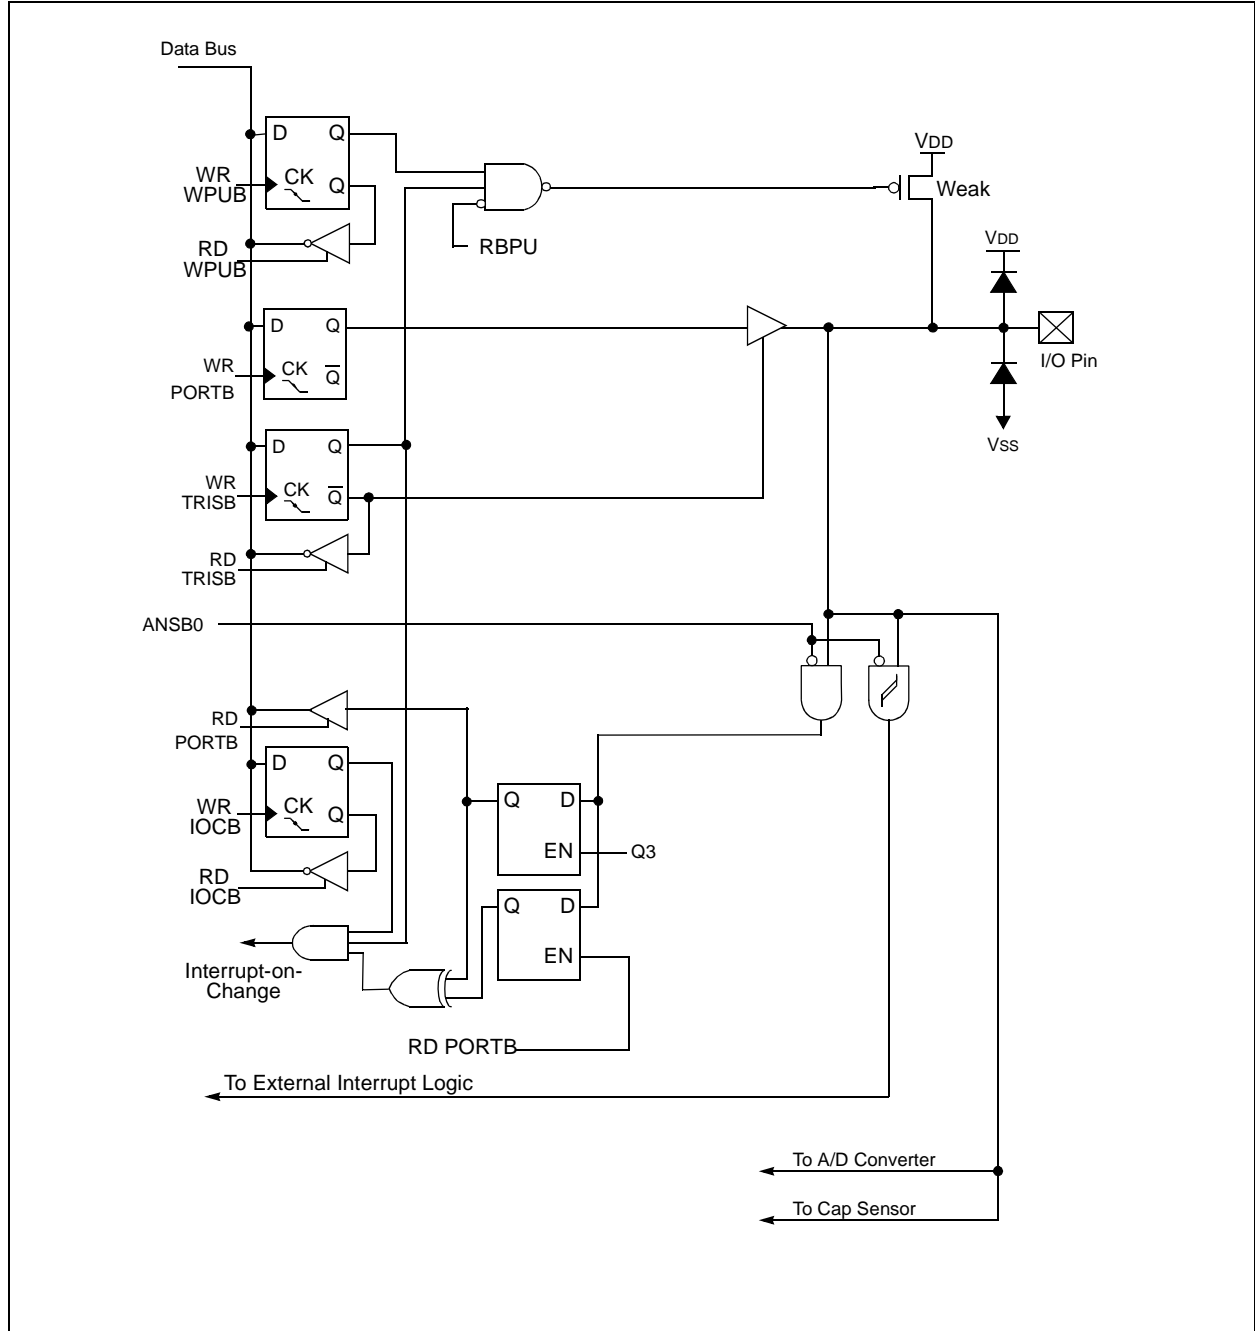 Data Bus
D Q
CK
Q
WR
WPUB
RD
WPUB
RBPU
VDD
Weak
VDD
I/O Pin
VSS
D Q
CK Q
WR
PORTB
D Q
CK Q
WR
TRISB
RD
TRISB
ANSB0
RD
PORTB
D Q
CK
Q
WR
IOCB
RD
IOCB
Q D
EN
Q3
Q D
EN
Interrupt-on-
Change
RD PORTB
To External Interrupt Logic
To A/D Converter
To Cap Sensor